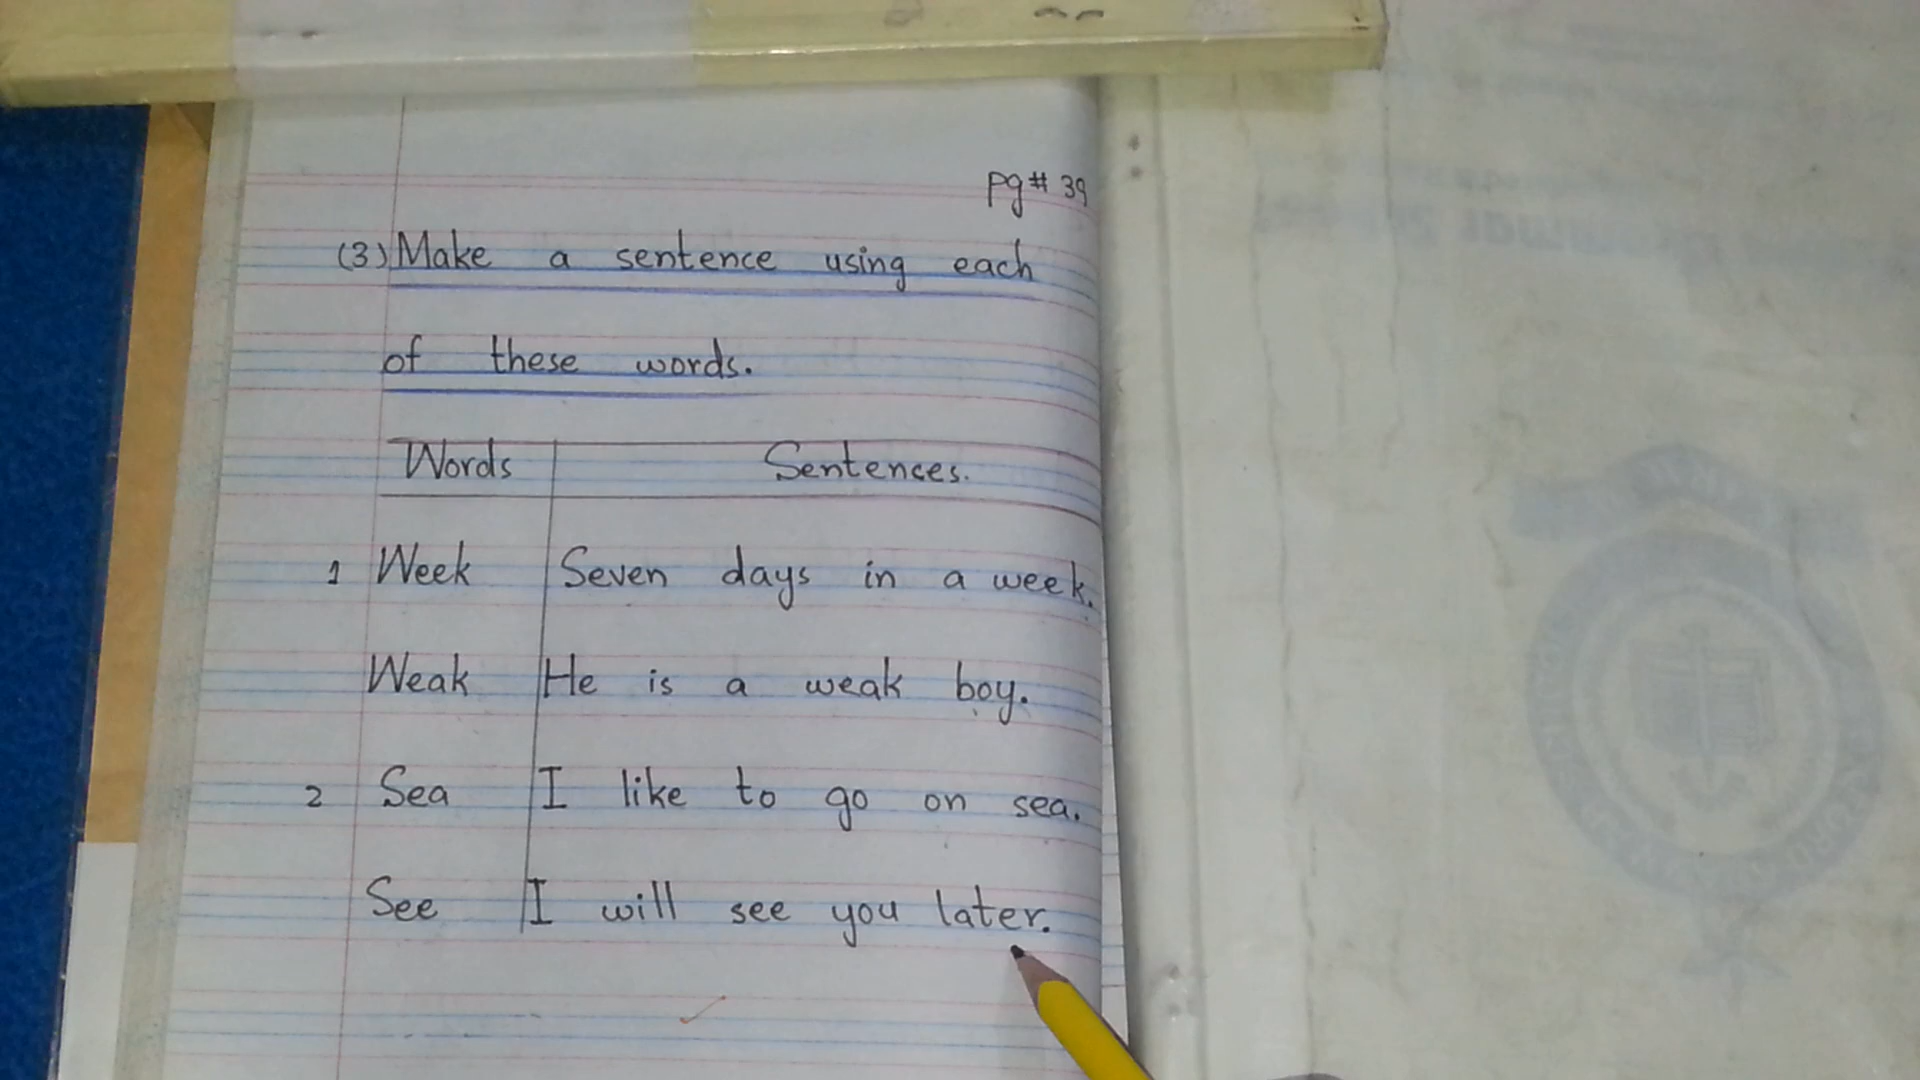 pg# 39
(3) Make a sentence using each
of these words.
Words Sentences.
1 Week Seven days in a week.
Weak He is a weak boy.
2 Sea I like to go on sea.
See I will see you later.